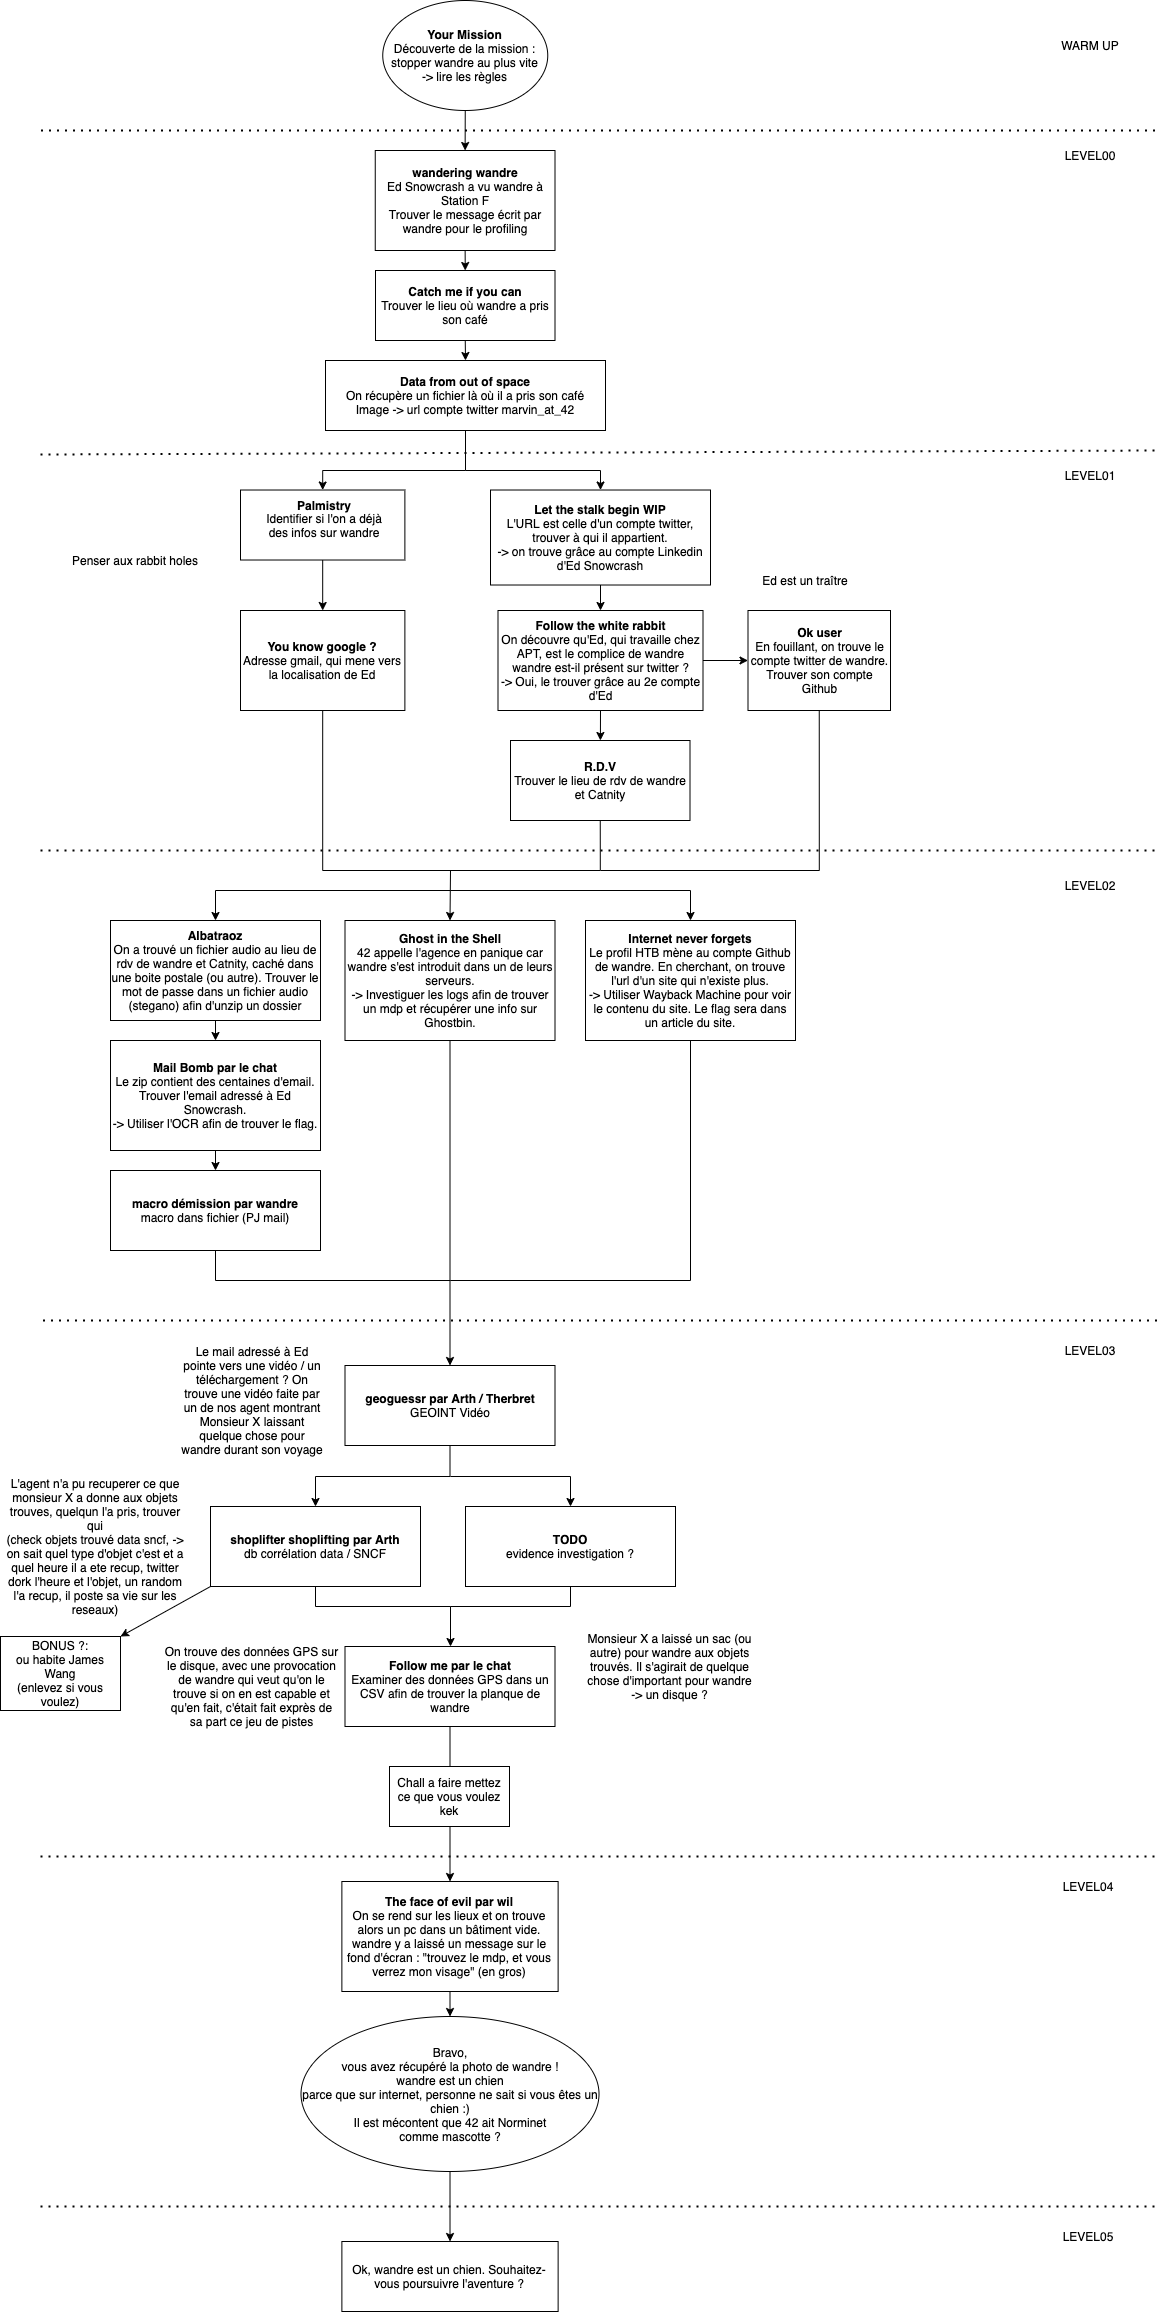 Your Mission
Découverte de la mission :
stopper wandre au plus vite
-> lire les règles
WARM UP
LEVEL00
wandering wandre
Ed Snowcrash a vu wandre à
Station F
Trouver le message écrit par
wandre pour le profiling
Catch me if you can
Trouver le lieu où wandre a pris
son café
Data from out of space
On récupère un fichier là où il a pris son café
Image -> url compte twitter marvin_at_42
LEVEL01
Palmistry
Identifier si l'on a déjà
des infos sur wandre
Let the stalk begin WIP
L'URL est celle d'un compte twitter,
trouver à qui il appartient.
-> on trouve grâce au compte Linkedin
d'Ed Snowcrash
Penser aux rabbit holes
Ed est un traître
You know google ?
Adresse gmail, qui mene vers
la localisation de Ed
Follow the white rabbit
On découvre qu'Ed, qui travaille chez
APT, est le complice de wandre
wandre est-il présent sur twitter ?
-> Oui, le trouver grâce au 2e compte
d'Ed
Ok user
En fouillant, on trouve le
compte twitter de wandre.
Trouver son compte
Github
R.D.V
Trouver le lieu de rdv de wandre
et Catnity
LEVEL02
Albatraoz
On a trouvé un fichier audio au lieu de
rdv de wandre et Catnity, caché dans
une boite postale (ou autre). Trouver le
mot de passe dans un fichier audio
(stegano) afin d'unzip un dossier
Ghost in the Shell
42 appelle l'agence en panique car
wandre s'est introduit dans un de leurs
serveurs.
-> Investiguer les logs afin de trouver
un mdp et récupérer une info sur
Ghostbin.
Internet never forgets
Le profil HTB mène au compte Github
de wandre. En cherchant, on trouve
l'url d'un site qui n'existe plus.
-> Utiliser Wayback Machine pour voir
le contenu du site. Le flag sera dans
un article du site.
Mail Bomb par le chat
Le zip contient des centaines d'email.
Trouver l'email adressé à Ed
Snowcrash.
-> Utiliser l'OCR afin de trouver le flag.
macro démission par wandre
macro dans fichier (PJ mail)
LEVEL03
Le mail adressé à Ed
pointe vers une vidéo / un
téléchargement ? On
trouve une vidéo faite par
un de nos agent montrant
Monsieur X laissant
quelque chose pour
wandre durant son voyage
geoguessr par Arth / Therbret
GEOINT Vidéo
L'agent n'a pu recuperer ce que
monsieur X a donne aux objets
trouves, quelqun l'a pris, trouver
qui
(check objets trouvé data sncf, ->
on sait quel type d'objet c'est et a
quel heure il a ete recup, twitter
dork l'heure et l'objet, un random
l'a recup, il poste sa vie sur les
reseaux)
shoplifter shoplifting par Arth
db corrélation data / SNCF
TODO
evidence investigation ?
BONUS ?:
ou habite James
Wang
(enlevez si vous
voulez)
On trouve des données GPS sur
le disque, avec une provocation
de wandre qui veut qu'on le
trouve si on en est capable et
qu'en fait, c'était fait exprès de
sa part ce jeu de pistes
Follow me par le chat
Examiner des données GPS dans un
CSV afin de trouver la planque de
wandre
Monsieur X a laissé un sac (ou
autre) pour wandre aux objets
trouvés. Il s'agirait de quelque
chose d'important pour wandre
-> un disque ?
Chall a faire mettez
ce que vous voulez
kek
LEVEL04
The face of evil par wil
On se rend sur les lieux et on trouve
alors un pc dans un bâtiment vide.
wandre y a laissé un message sur le
fond d'écran : "trouvez le mdp, et vous
verrez mon visage" (en gros)
Bravo,
vous avez récupéré la photo de wandre !
wandre est un chien
parce que sur internet, personne ne sait si vous êtes un
chien :)
Il est mécontent que 42 ait Norminet
comme mascotte ?
LEVEL05
Ok, wandre est un chien. Souhaitez-
vous poursuivre l'aventure ?